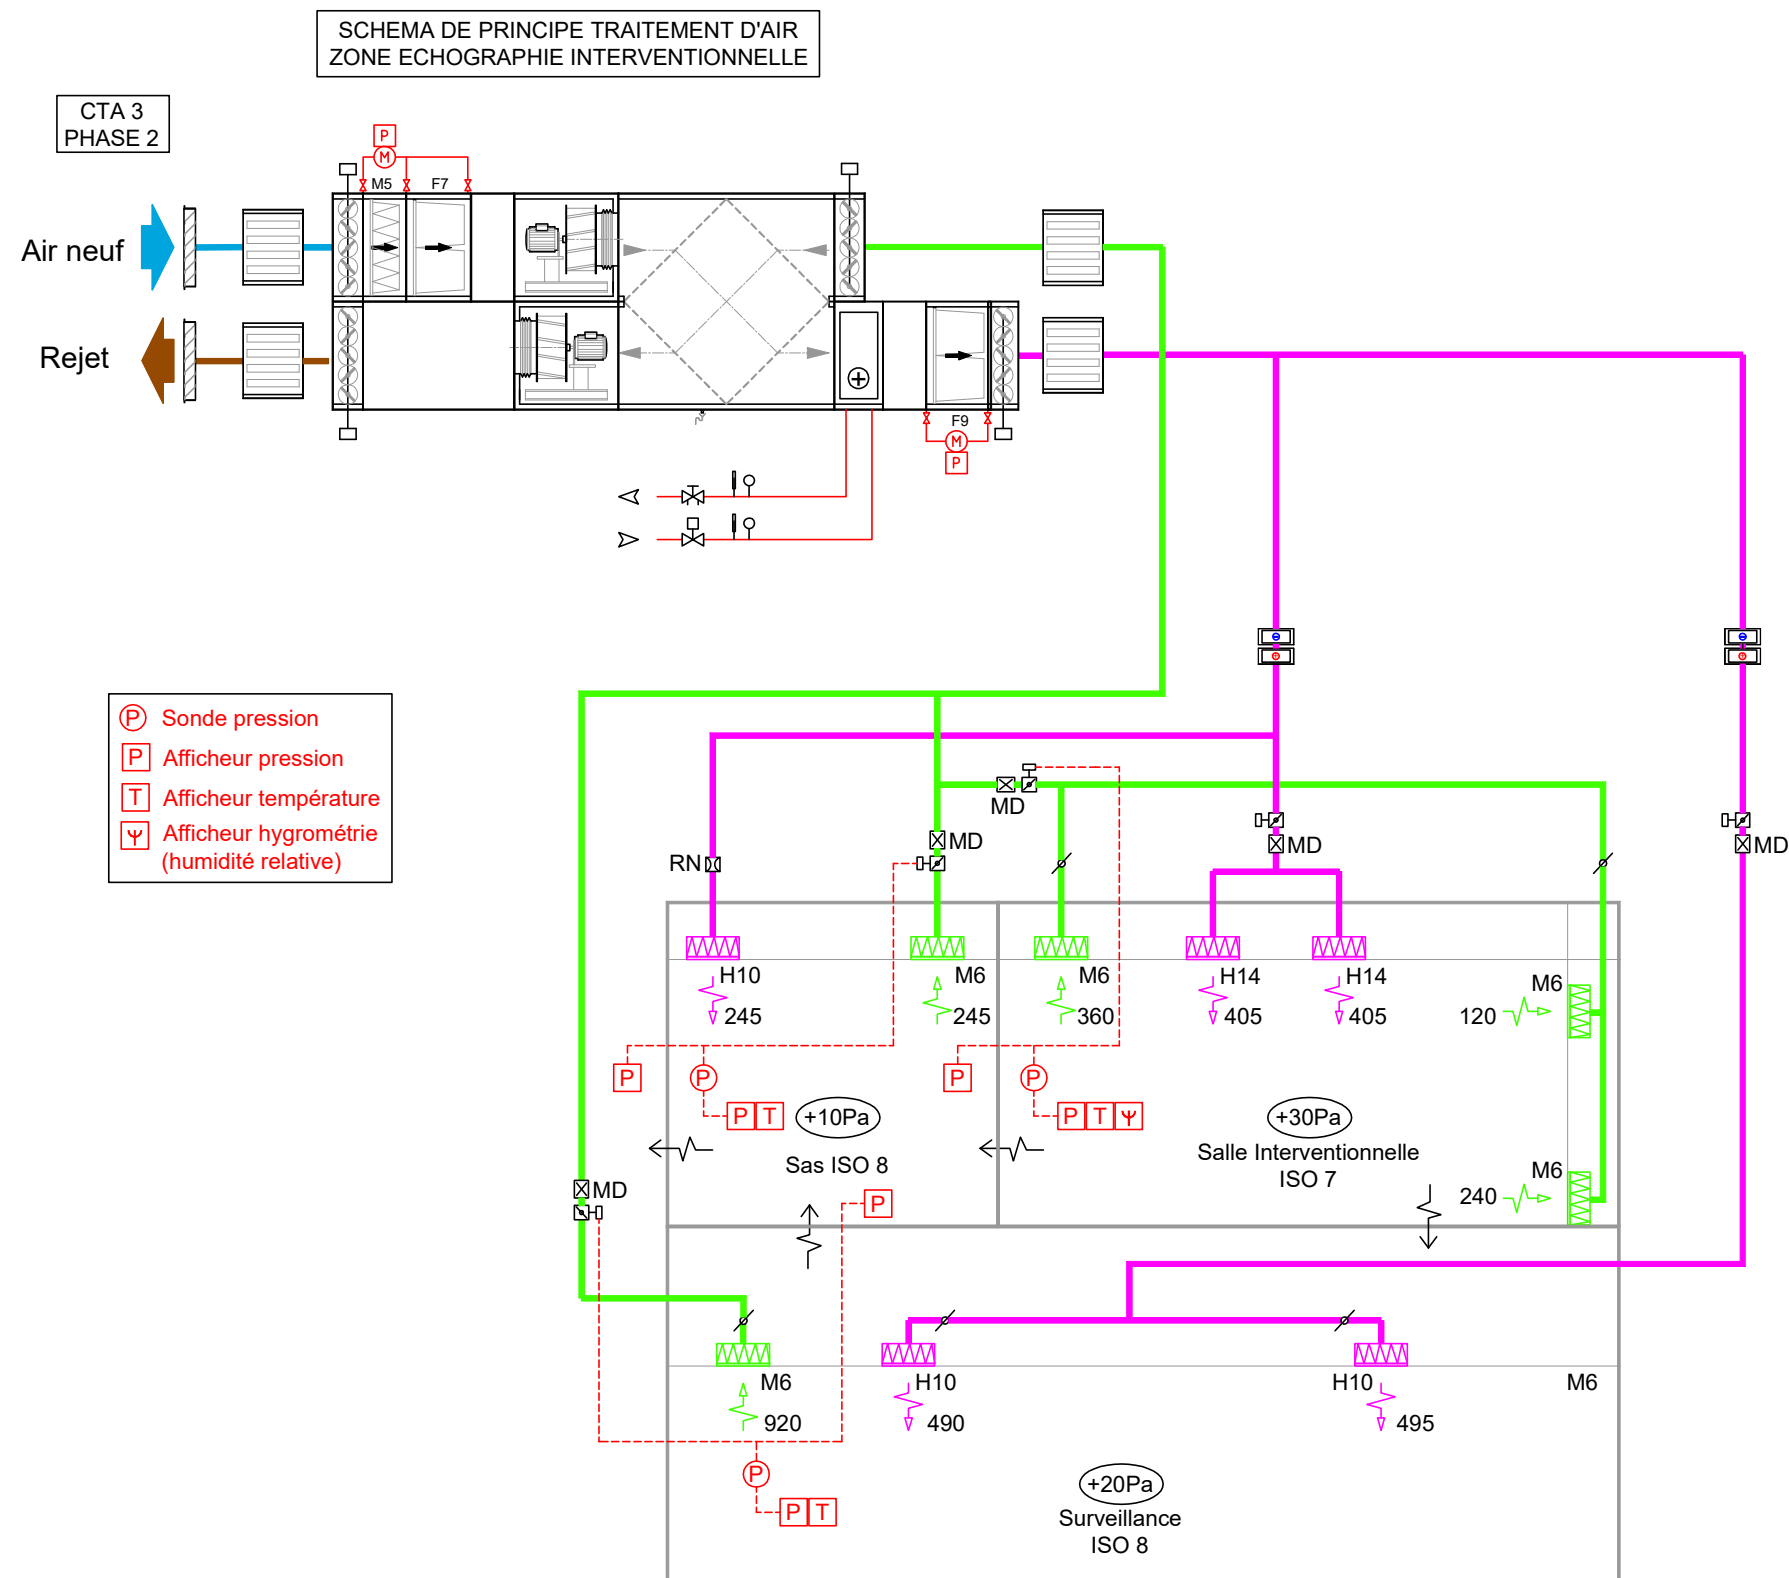 SCHEMA DE PRINCIPE TRAITEMENT D'AIR
ZONE ECHOGRAPHIE INTERVENTIONNELLE
CTA 3
PHASE 2
P
M
M5
F7
Air neuf
Rejet
F9
M
P
P Sonde pression
P Afficheur pression
T Afficheur température
Ψ Afficheur hygrométrie
(humidité relative)
MD
MD
MD
MD
RN
H10
M6
M6
H14
H14
M6
245
245
360
405
405
120
P
P
P
P
P T
+10Pa
P T Ψ
+30Pa
Sas ISO 8
Salle Interventionnelle
ISO 7
M6
240
MD
P
M6
H10
H10
M6
920
490
495
P
P T
+20Pa
Surveillance
ISO 8